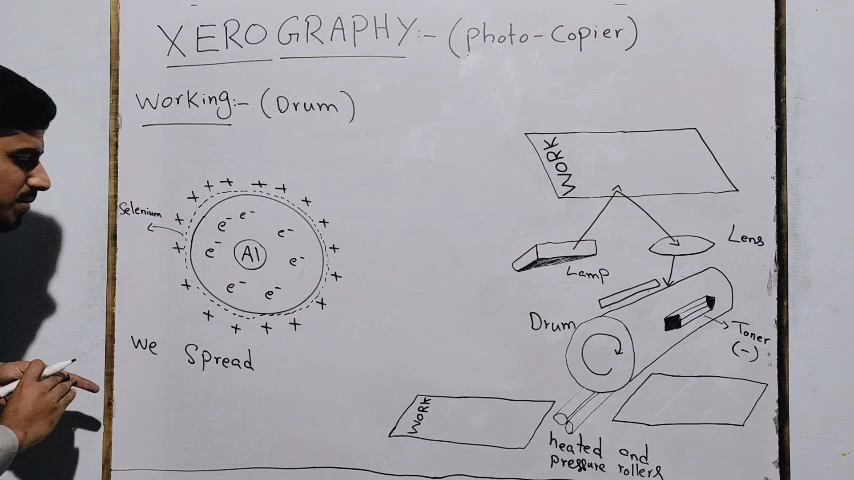 XEROGRAPHY:- (Photo-Copier)
Working:- (Drum)
WORK
Selenium
+ + + + + + + + + + + + + + + + + +
e⁻ e⁻ e⁻ e⁻ e⁻ e⁻ e⁻
Al
Lens
Lamp
Drum
Toner
(-)
We Spread
WORK
heated and
pressure rollers